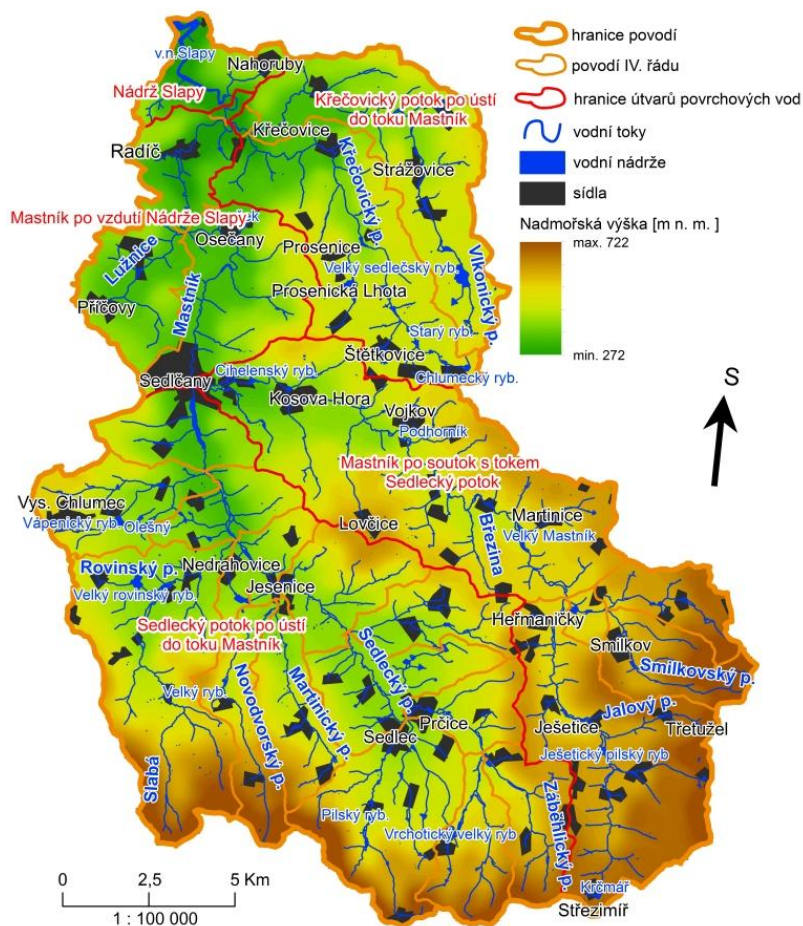 v.n.Slapy
Nahoruby
Nádrž Slapy
Křečovický potok po ústí
do toku Mastník
Křečovice
Radíč
Strážovice
Křečovický p.
Mastník po vzdutí Nádrže Slapy
Osečany
Prosenice
Lužnice
Velký sedlečský ryb.
Vlkonický p.
Mastník
Prosenická Lhota
Příčovy
Starý ryb.
Štětkovice
Sedlčany
Cihelenský ryb.
Chlumecký ryb.
Kosova Hora
Vojkov
Podhorník
Mastník po soutok s tokem
Sedlecký potok
Vys. Chlumec
Vápenický ryb.
Olešný
Lovčice
Březina
Martinice
Velký Mastník
Rovinský p.
Nedrahovice
Velký rovinský ryb.
Jesenice
Sedlecký potok po ústí
do toku Mastník
Heřmaničky
Smilkov
Smilkovský p.
Sedlecký p.
Velký ryb.
Novodvorský p.
Martinický p.
Prčice
Sedlec
Ješetice
Jalový p.
Třetužel
Ješetický pilský ryb
Slabá
Pilský ryb.
Vrchotický velký ryb
Záběhlický p.
Krčmář
Střezimíř
hranice povodí
povodí IV. řádu
hranice útvarů povrchových vod
vodní toky
vodní nádrže
sídla
Nadmořská výška [m n. m. ]
max. 722
min. 272
S
0 2,5 5 Km
1 : 100 000